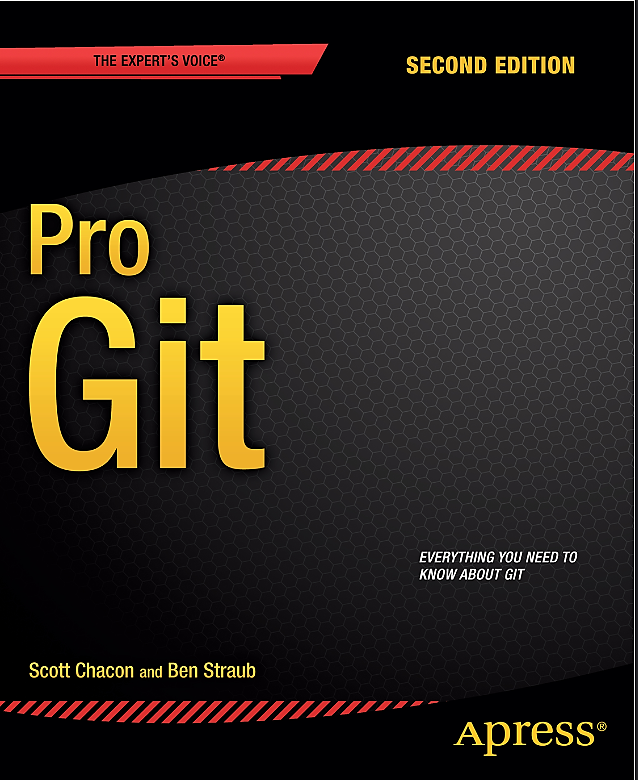 THE EXPERT'S VOICE®
SECOND EDITION
Pro
Git
EVERYTHING YOU NEED TO
KNOW ABOUT GIT
Scott Chacon and Ben Straub
Apress®